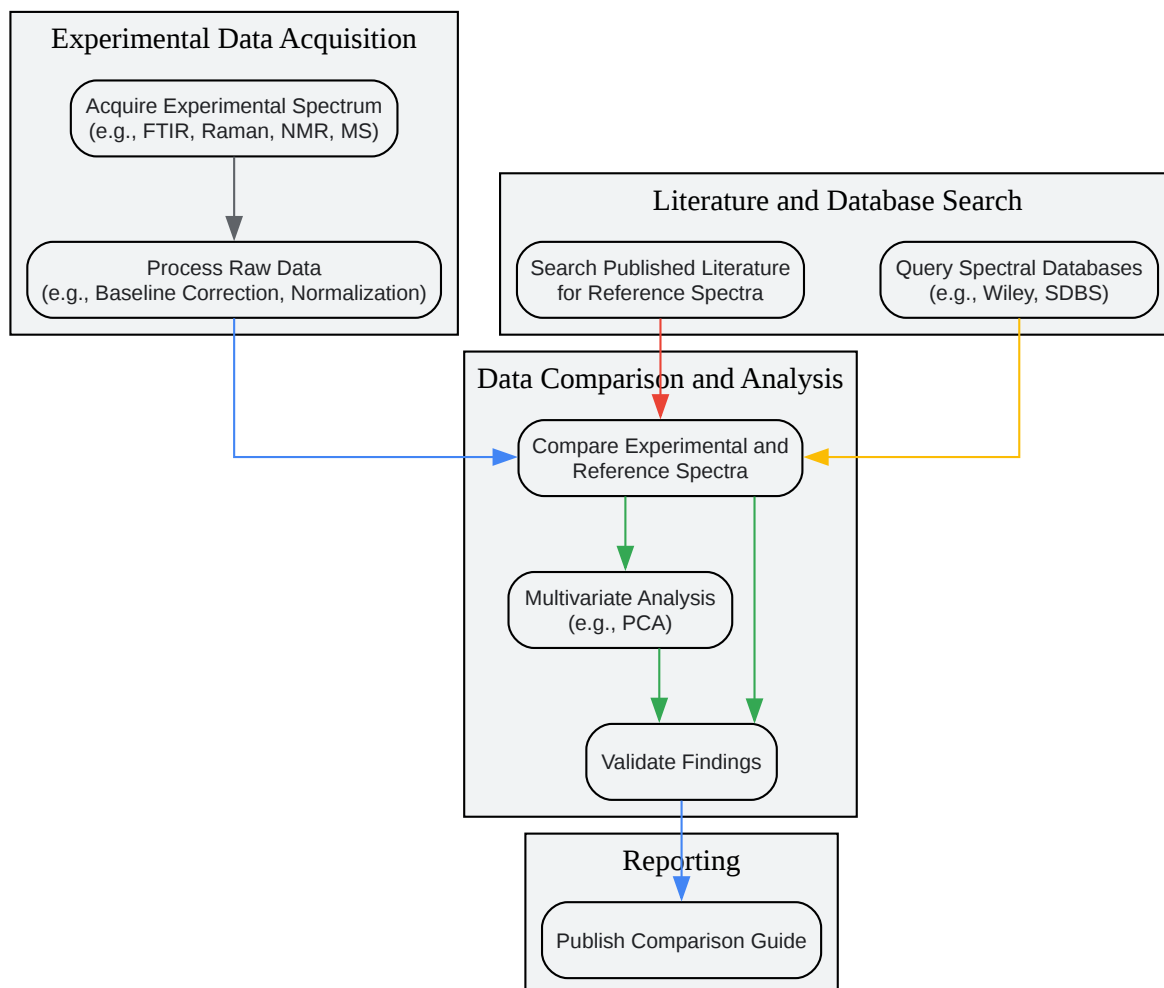 Experimental Data Acquisition
Acquire Experimental Spectrum
(e.g., FTIR, Raman, NMR, MS)
Process Raw Data
(e.g., Baseline Correction, Normalization)
Literature and Database Search
Search Published Literature
for Reference Spectra
Query Spectral Databases
(e.g., Wiley, SDBS)
Data Comparison and Analysis
Compare Experimental and
Reference Spectra
Multivariate Analysis
(e.g., PCA)
Validate Findings
Reporting
Publish Comparison Guide